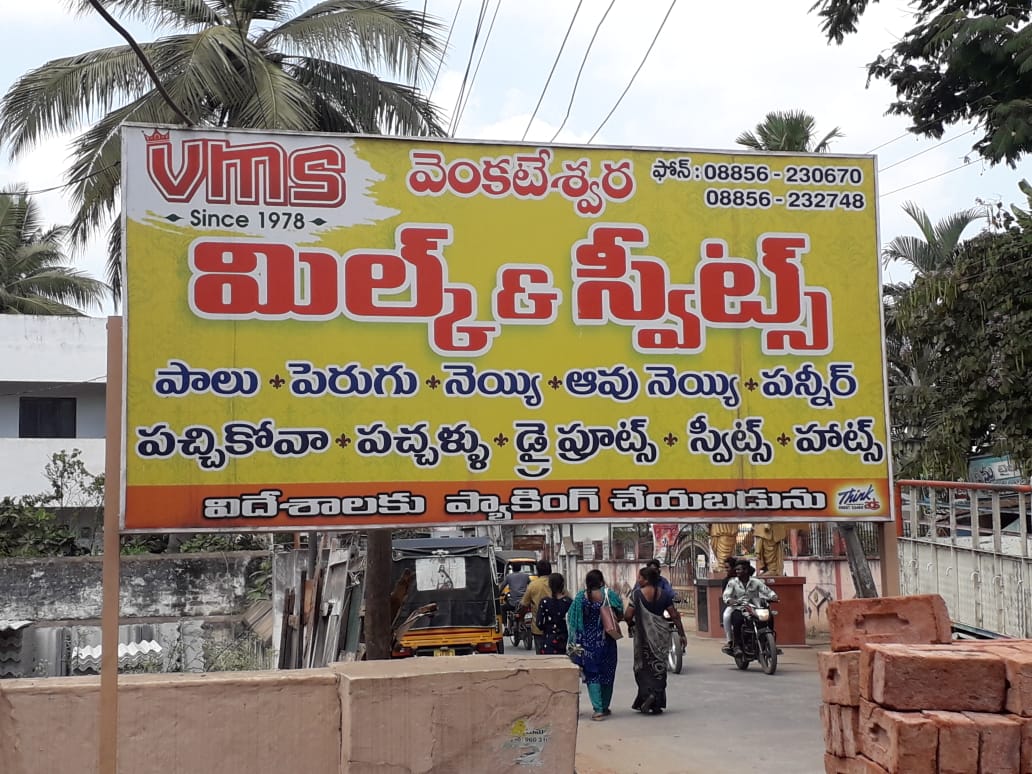 vms
Since 1978
వెంకటేశ్వర
ఫోన్ : 08856 - 230670
08856 - 232748
మిల్క్ & స్వీట్స్
పాలు పెరుగు నెయ్యి ఆవు నెయ్యి పన్నీర్
పచ్చికోవా పచ్చళ్ళు డ్రై ఫ్రూట్స్ స్వీట్స్ హాట్స్
విదేశాలకు ప్యాకింగ్ చేయబడును
Think